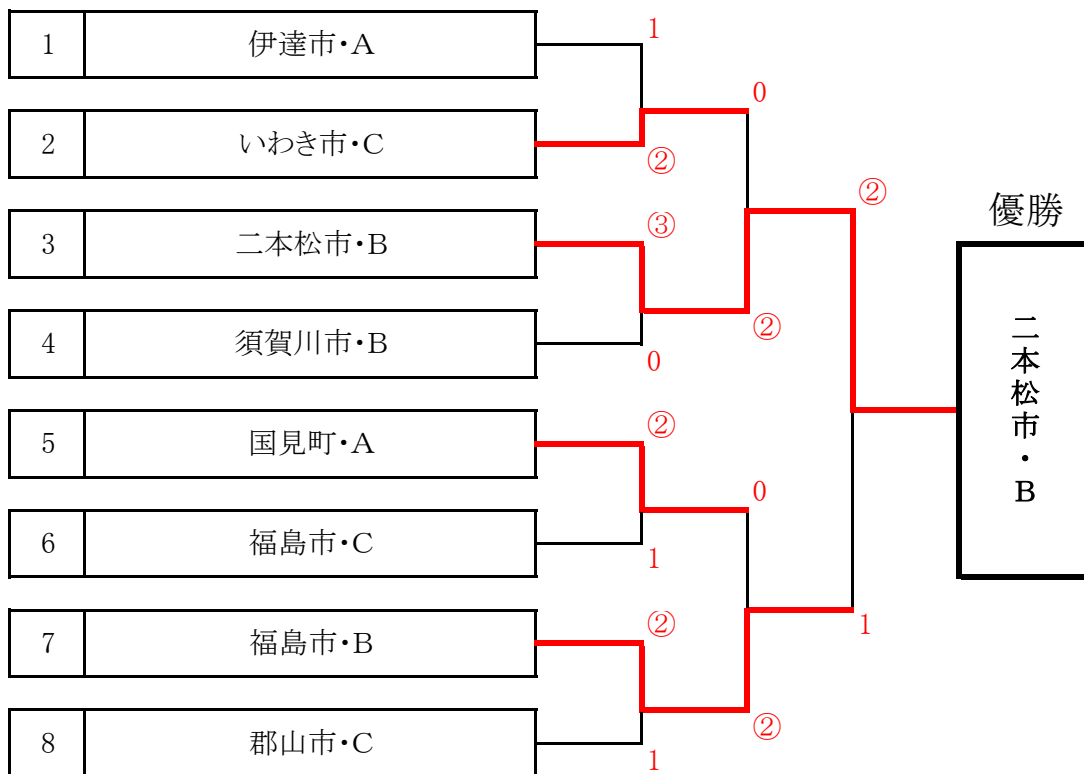 1 伊達市・A
1
0
2 いわき市・C
②
②
優勝
3 二本松市・B
③
②
4 須賀川市・B
0
二本松市・B
5 国見町・A
②
0
6 福島市・C
1
1
7 福島市・B
②
②
8 郡山市・C
1